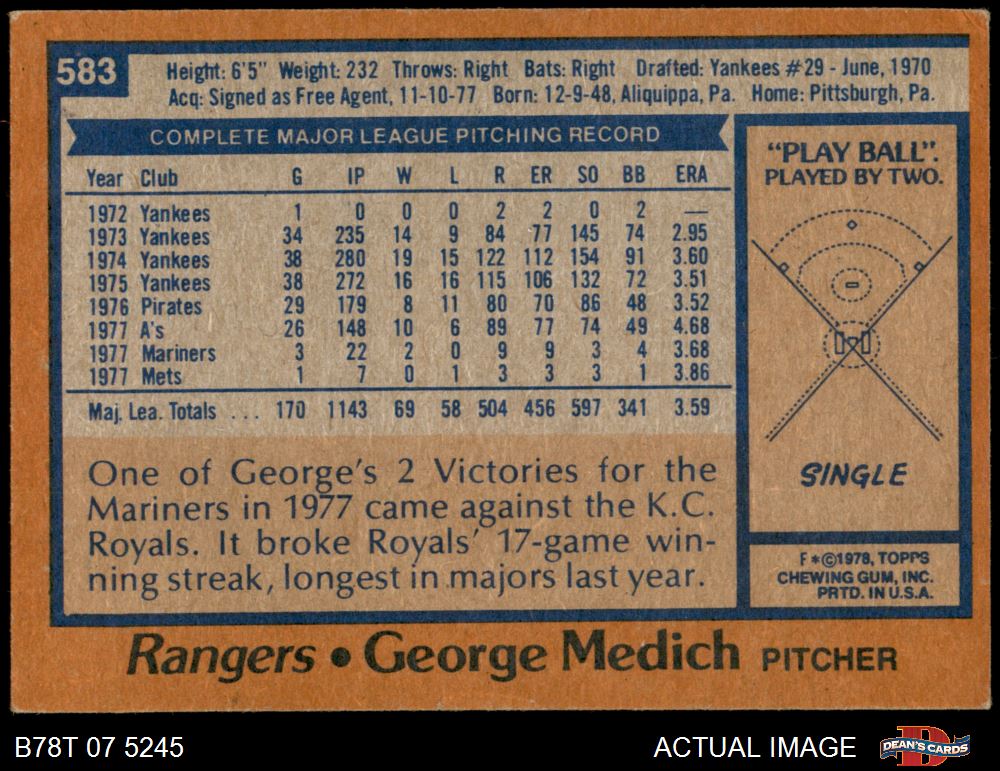 583
Height: 6'5" Weight: 232 Throws: Right Bats: Right Drafted: Yankees #29 - June, 1970
Acq: Signed as Free Agent, 11-10-77 Born: 12-9-48, Aliquippa, Pa. Home: Pittsburgh, Pa.
COMPLETE MAJOR LEAGUE PITCHING RECORD
Year Club G IP W L R ER SO BB ERA
1972 Yankees 1 0 0 0 2 2 0 2 —
1973 Yankees 34 235 14 9 84 77 145 74 2.95
1974 Yankees 38 280 19 15 122 112 154 91 3.60
1975 Yankees 38 272 16 16 115 106 132 72 3.51
1976 Pirates 29 179 8 11 80 70 86 48 3.52
1977 A's 26 148 10 6 89 77 74 49 4.68
1977 Mariners 3 22 2 0 9 9 3 4 3.68
1977 Mets 1 7 0 1 3 3 3 1 3.86
Maj. Lea. Totals ... 170 1143 69 58 504 456 597 341 3.59
One of George's 2 Victories for the
Mariners in 1977 came against the K.C.
Royals. It broke Royals' 17-game win-
ning streak, longest in majors last year.
"PLAY BALL".
PLAYED BY TWO.
SINGLE
F*©1978, TOPPS
CHEWING GUM, INC.
PRTD. IN U.S.A.
Rangers • George Medich PITCHER
B78T 07 5245
ACTUAL IMAGE
DEAN'S CARDS